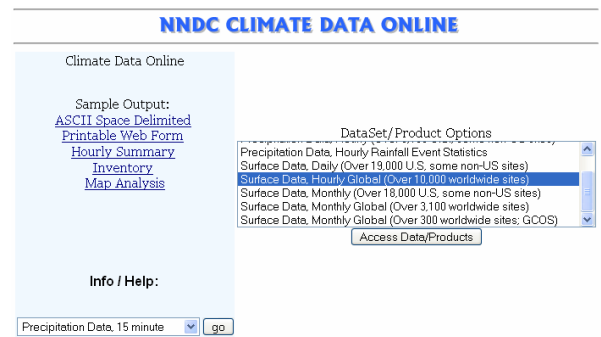 NNDC CLIMATE DATA ONLINE
Climate Data Online
Sample Output:
ASCII Space Delimited
Printable Web Form
Hourly Summary
Inventory
Map Analysis
Info / Help:
Precipitation Data, 15 minute
go
DataSet/Product Options
Precipitation Data, Hourly Rainfall Event Statistics
Surface Data, Daily (Over 19,000 U.S, some non-US sites)
Surface Data, Hourly Global (Over 10,000 worldwide sites)
Surface Data, Monthly (Over 18,000 U.S, some non-US sites)
Surface Data, Monthly Global (Over 3,100 worldwide sites)
Surface Data, Monthly Global (Over 300 worldwide sites; GCOS)
Access Data/Products